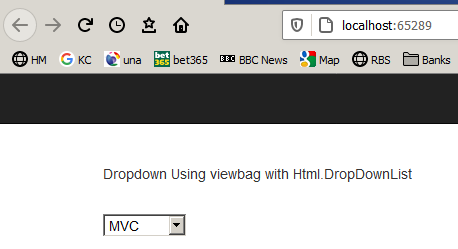 localhost:65289
HM KC una bet365 BBC News Map RBS Banks
Dropdown Using viewbag with Html.DropDownList
MVC